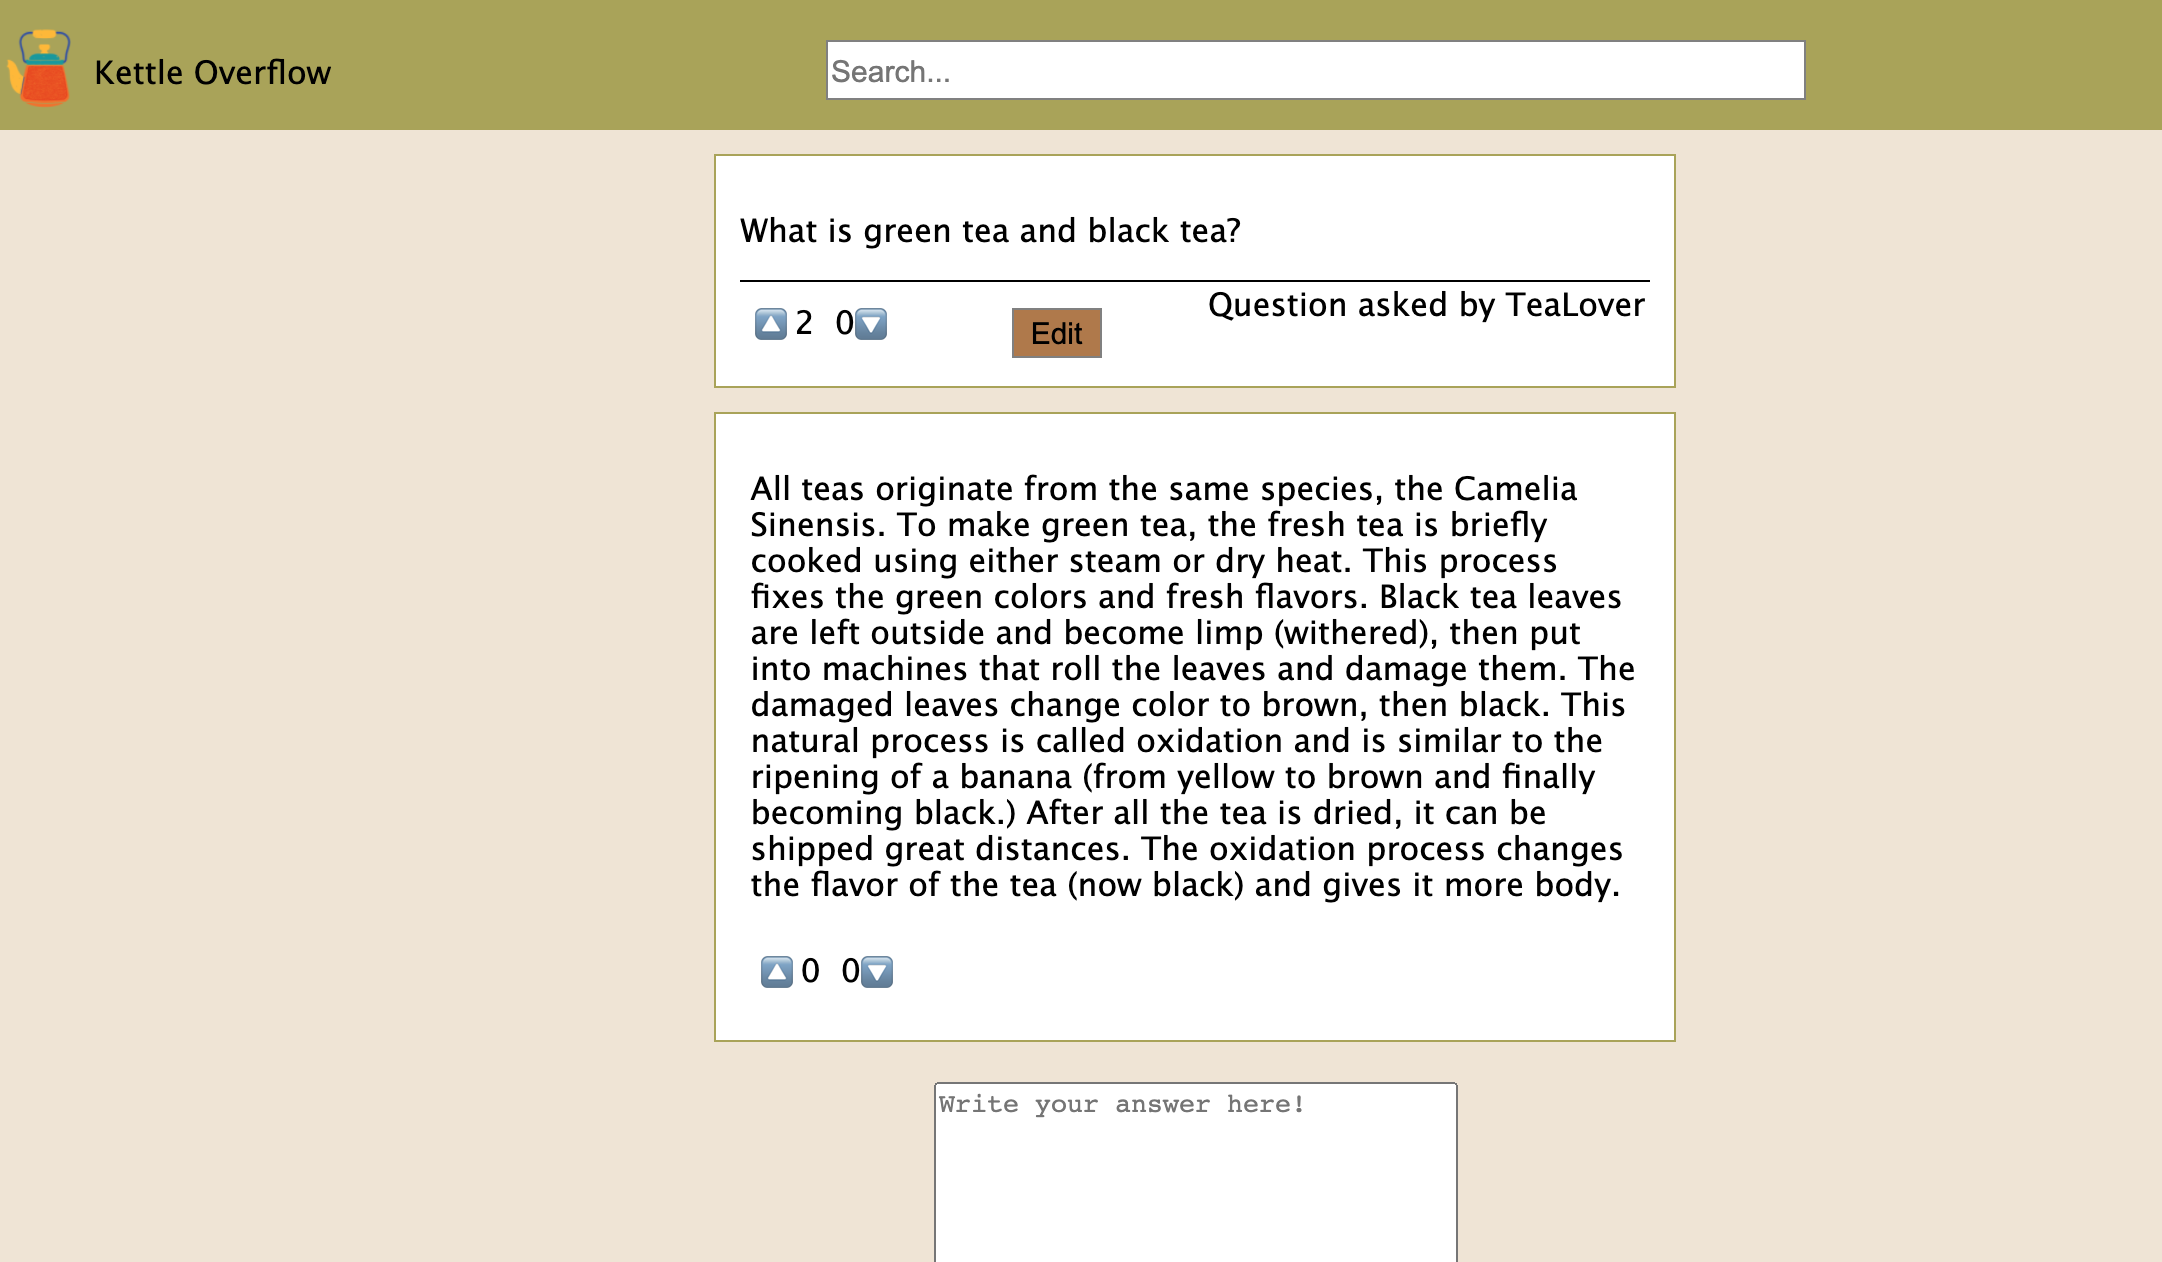 Kettle Overflow
Search...
What is green tea and black tea?
2 0
Edit
Question asked by TeaLover
All teas originate from the same species, the Camelia
Sinensis. To make green tea, the fresh tea is briefly
cooked using either steam or dry heat. This process
fixes the green colors and fresh flavors. Black tea leaves
are left outside and become limp (withered), then put
into machines that roll the leaves and damage them. The
damaged leaves change color to brown, then black. This
natural process is called oxidation and is similar to the
ripening of a banana (from yellow to brown and finally
becoming black.) After all the tea is dried, it can be
shipped great distances. The oxidation process changes
the flavor of the tea (now black) and gives it more body.
0 0
Write your answer here!